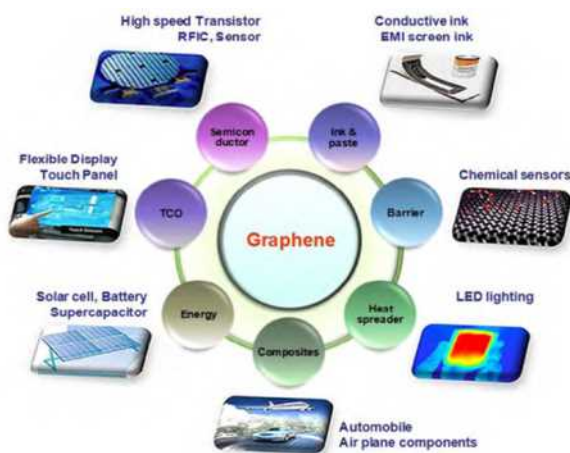 High speed Transistor
RFIC, Sensor
Conductive ink
EMI screen ink
Semicon
ductor
Ink &
paste
Flexible Display
Touch Panel
TCO
Barrier
Chemical sensors
Graphene
Solar cell, Battery
Supercapacitor
Energy
Heat
spreader
LED lighting
Composites
Automobile
Air plane components